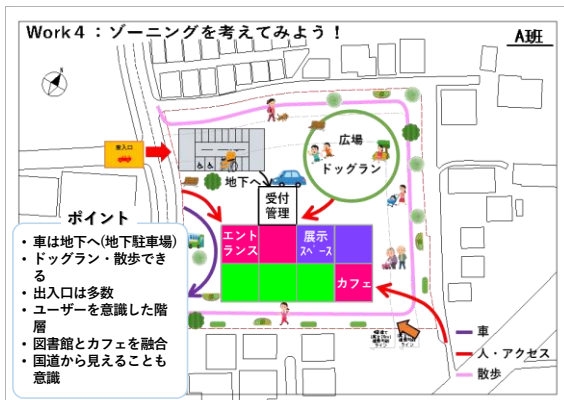 Work４：ゾーニングを考えてみよう！
A班
車入口
広場
ドッグラン
地下へ
受付
管理
エント
ランス
展示
ｽﾍﾟｰｽ
カフェ
ポイント
• 車は地下へ(地下駐車場)
• ドッグラン・散歩でき
る
• 出入口は多数
• ユーザーを意識した階
層
• 図書館とカフェを融合
• 国道から見えることも
意識
車
人・アクセス
散歩